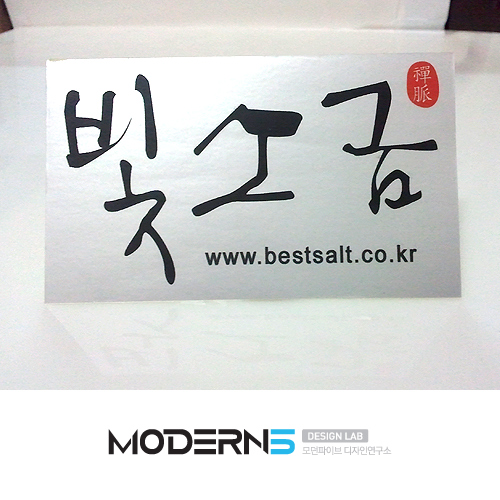 빛소금
禪脈
www.bestsalt.co.kr
MODERN5 DESIGN LAB
모던파이브 디자인연구소